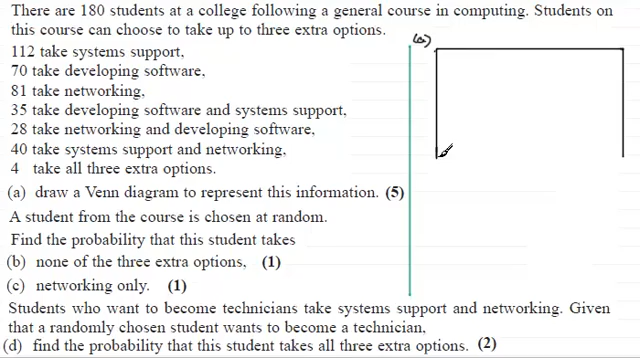 There are 180 students at a college following a general course in computing. Students on
this course can choose to take up to three extra options.
(a)
112 take systems support,
70 take developing software,
81 take networking,
35 take developing software and systems support,
28 take networking and developing software,
40 take systems support and networking,
4 take all three extra options.
(a) draw a Venn diagram to represent this information. (5)
A student from the course is chosen at random.
Find the probability that this student takes
(b) none of the three extra options, (1)
(c) networking only. (1)
Students who want to become technicians take systems support and networking. Given
that a randomly chosen student wants to become a technician,
(d) find the probability that this student takes all three extra options. (2)